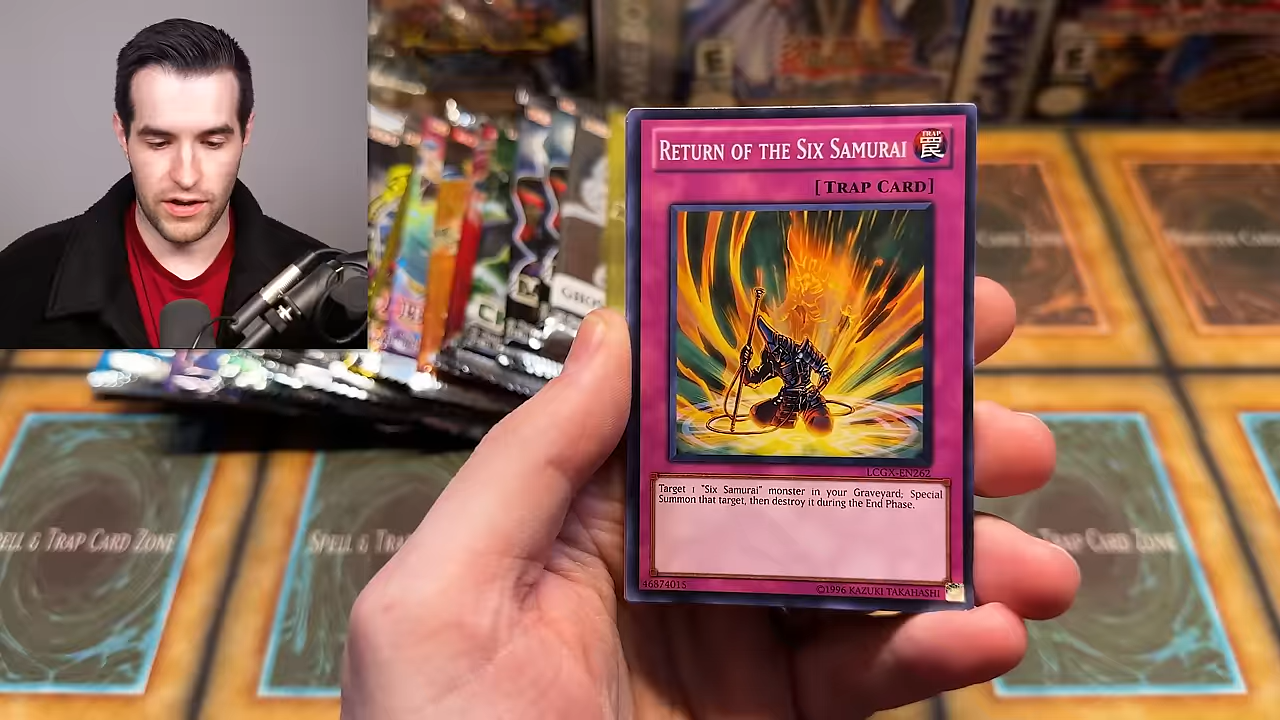 RETURN OF THE SIX SAMURAI
TRAP
罠
[TRAP CARD]
LCGX-EN262
Target 1 "Six Samurai" monster in your Graveyard; Special
Summon that target, then destroy it during the End Phase.
46874015
©1996 KAZUKI TAKAHASHI
SPELL & TRAP CARD ZONE
TRAP CARD ZONE
GAME
E
E